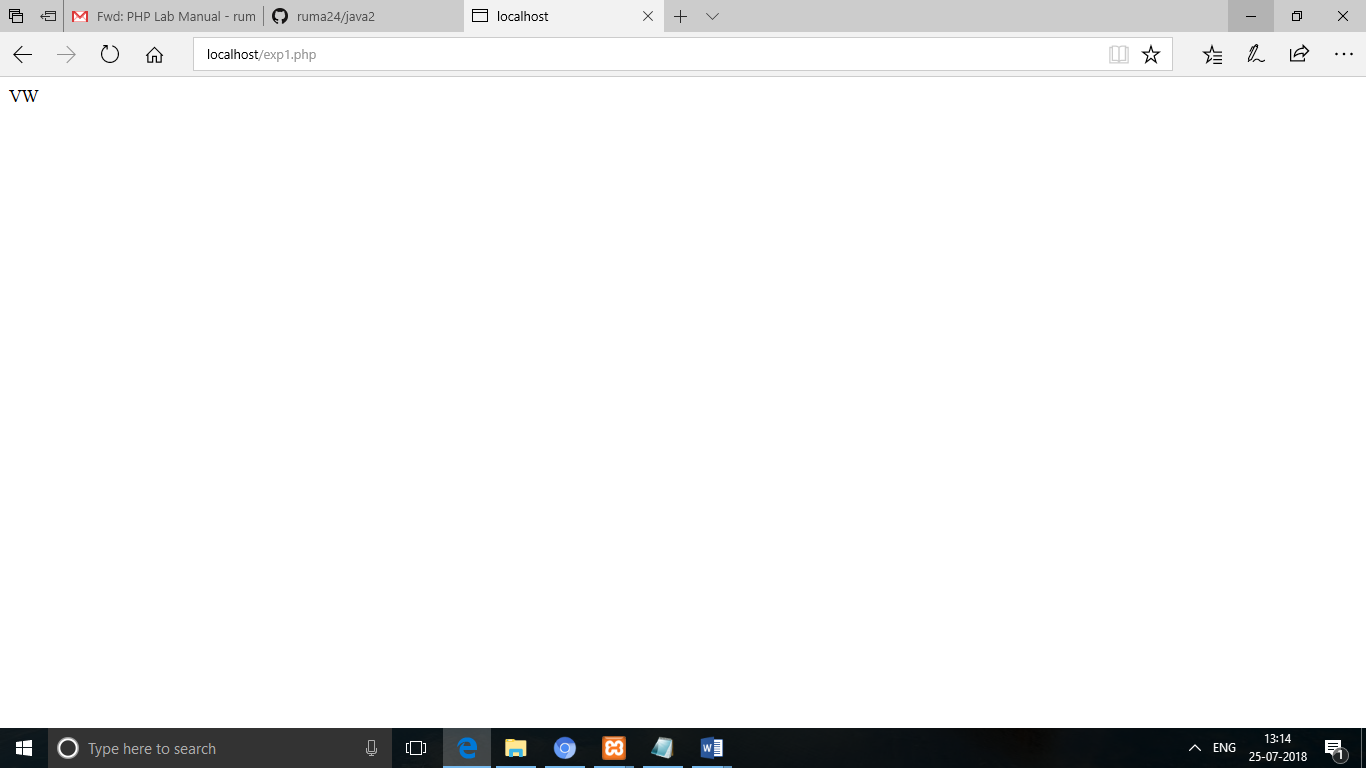 Fwd: PHP Lab Manual - rum
ruma24/java2
localhost
localhost/exp1.php
VW
Type here to search
ENG
13:14
25-07-2018
1